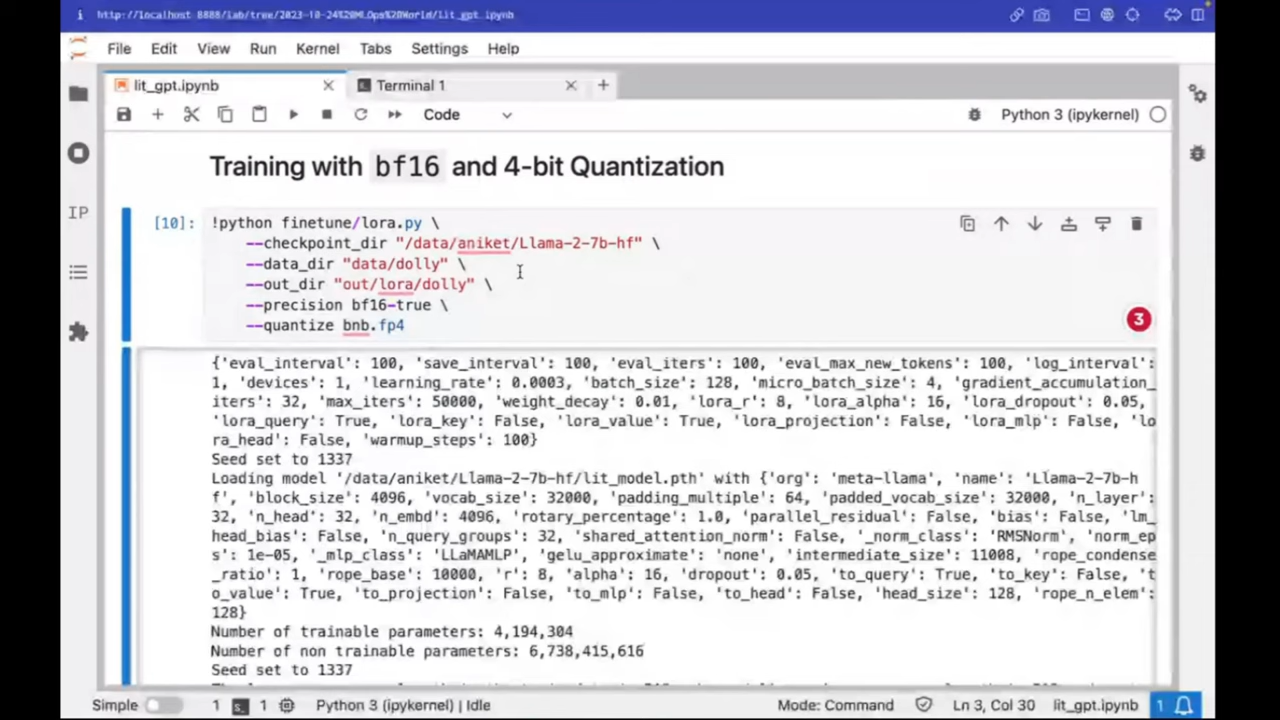 http://localhost 8888/lab/tree/2023-10-24%20MLOps%20World/lit_gpt.ipynb
File Edit View Run Kernel Tabs Settings Help
lit_gpt.ipynb Terminal 1
Code Python 3 (ipykernel)
Training with bf16 and 4-bit Quantization
[10]: !python finetune/lora.py \
--checkpoint_dir "/data/aniket/Llama-2-7b-hf" \
--data_dir "data/dolly" \
--out_dir "out/lora/dolly" \
--precision bf16-true \
--quantize bnb.fp4
3
{'eval_interval': 100, 'save_interval': 100, 'eval_iters': 100, 'eval_max_new_tokens': 100, 'log_interval':
1, 'devices': 1, 'learning_rate': 0.0003, 'batch_size': 128, 'micro_batch_size': 4, 'gradient_accumulation_
iters': 32, 'max_iters': 50000, 'weight_decay': 0.01, 'lora_r': 8, 'lora_alpha': 16, 'lora_dropout': 0.05,
'lora_query': True, 'lora_key': False, 'lora_value': True, 'lora_projection': False, 'lora_mlp': False, 'lo
ra_head': False, 'warmup_steps': 100}
Seed set to 1337
Loading model '/data/aniket/Llama-2-7b-hf/lit_model.pth' with {'org': 'meta-llama', 'name': 'Llama-2-7b-h
f', 'block_size': 4096, 'vocab_size': 32000, 'padding_multiple': 64, 'padded_vocab_size': 32000, 'n_layer':
32, 'n_head': 32, 'n_embd': 4096, 'rotary_percentage': 1.0, 'parallel_residual': False, 'bias': False, 'lm_
head_bias': False, 'n_query_groups': 32, 'shared_attention_norm': False, '_norm_class': 'RMSNorm', 'norm_ep
s': 1e-05, '_mlp_class': 'LLaMAMLP', 'gelu_approximate': 'none', 'intermediate_size': 11008, 'rope_condense
_ratio': 1, 'rope_base': 10000, 'r': 8, 'alpha': 16, 'dropout': 0.05, 'to_query': True, 'to_key': False, 't
o_value': True, 'to_projection': False, 'to_mlp': False, 'to_head': False, 'head_size': 128, 'rope_n_elem':
128}
Number of trainable parameters: 4,194,304
Number of non trainable parameters: 6,738,415,616
Seed set to 1337
IP
Simple 1 1 Python 3 (ipykernel) | Idle Mode: Command Ln 3, Col 30 lit_gpt.ipynb 1